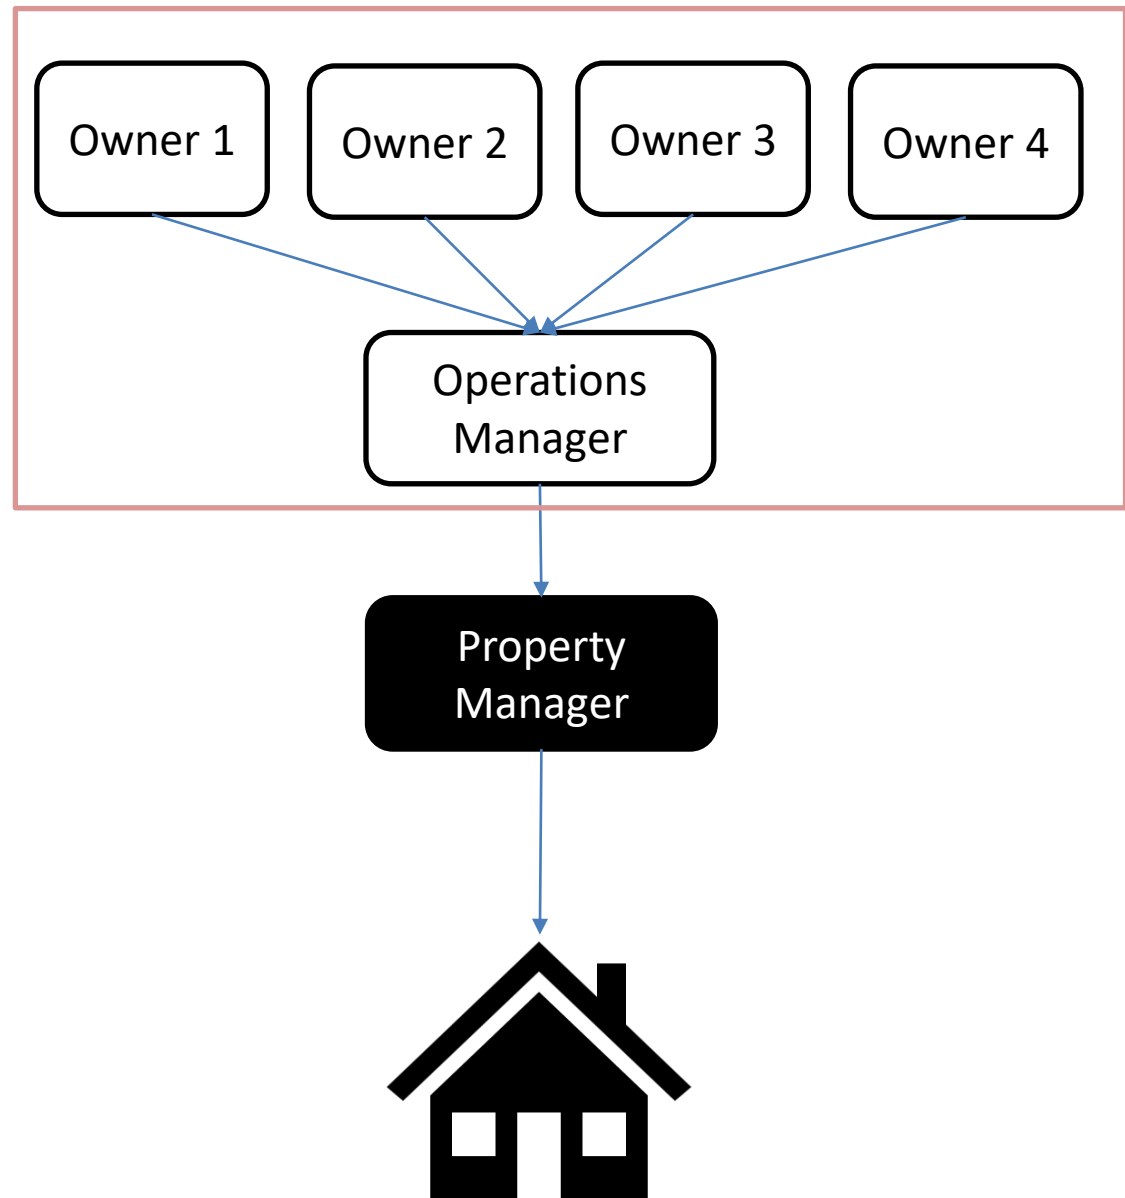 Owner 1
Owner 2
Owner 3
Owner 4
Operations
Manager
Property
Manager